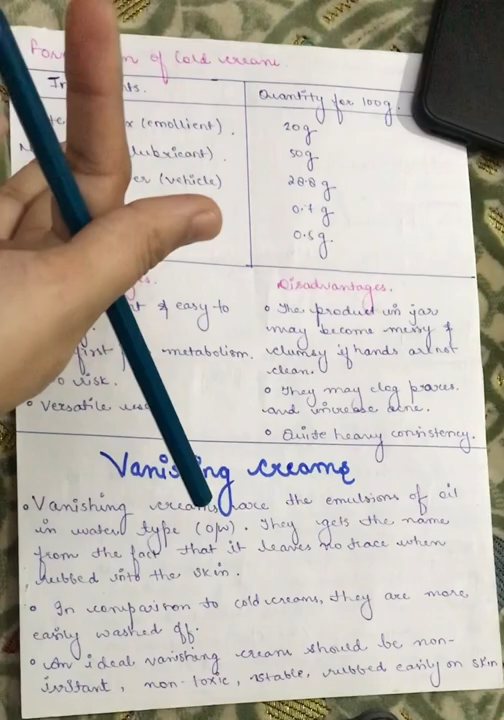 of Cold cream.
Quantity for 100g.
(emollient). 20g
lubricant). 50g
(vehicle) 28.8 g
0.7 g
0.5 g.
Disadvantages.
& easy to
metabolism.
risk.
• Versatile
• The product in jar
may become messy &
clumsy if hands are not
clean.
• They may clog pores.
and increase acne.
• Quite heavy consistency.
Vanishing creams
• Vanishing creams are the emulsions of oil
in water type (o/w). They gets the name
from the fact that it leaves no trace when
rubbed into the skin.
• In comparison to cold creams, they are more
easily washed off.
• An ideal vanishing cream should be non-
irritant, non-toxic, stable, rubbed easily on skin